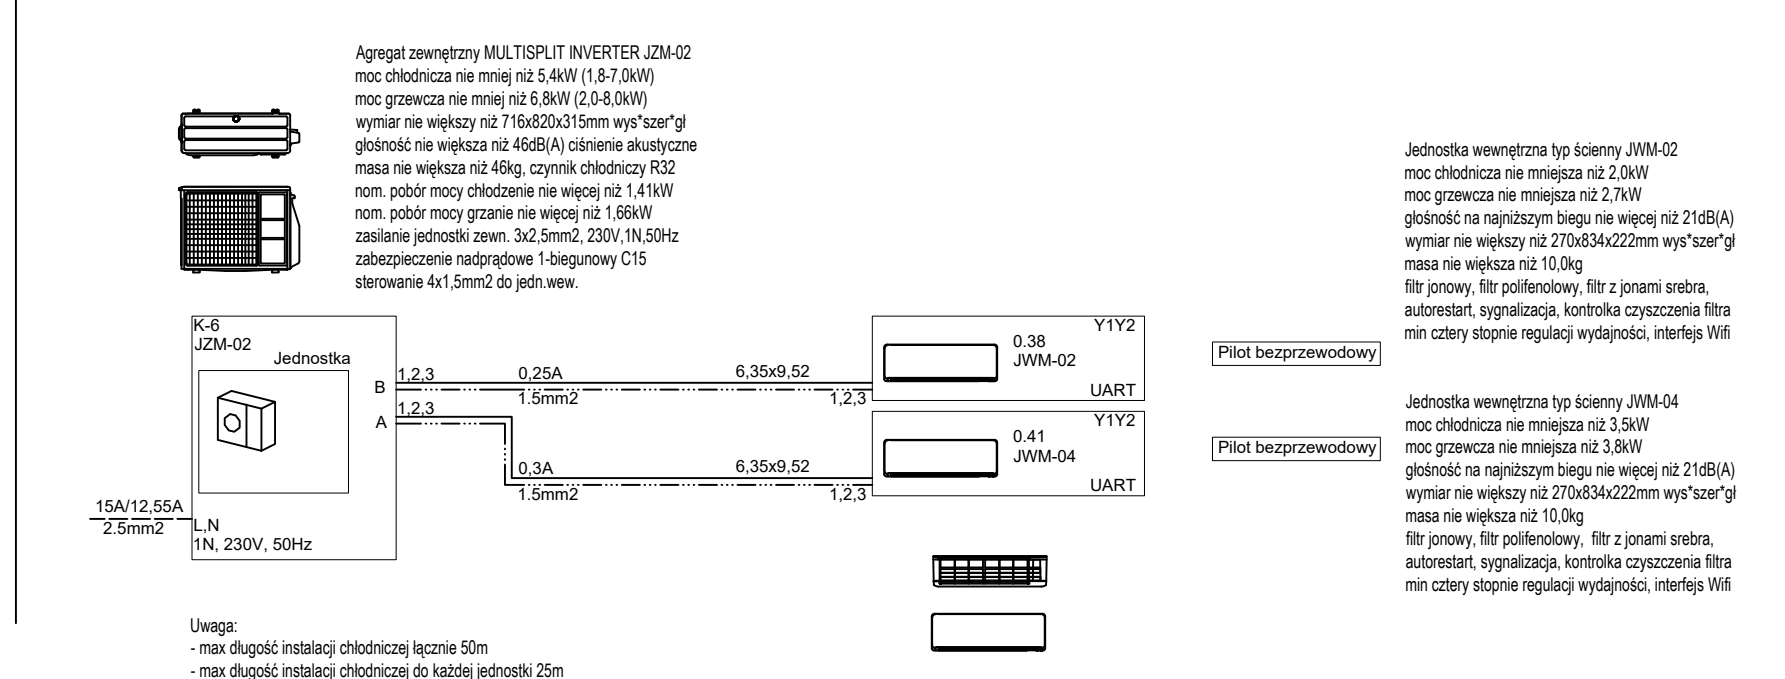 Agregat zewnętrzny MULTISPLIT INVERTER JZM-02
moc chłodnicza nie mniej niż 5,4kW (1,8-7,0kW)
moc grzewcza nie mniej niż 6,8kW (2,0-8,0kW)
wymiar nie większy niż 716x820x315mm wys*szer*gł
głośność nie większa niż 46dB(A) ciśnienie akustyczne
masa nie większa niż 46kg, czynnik chłodniczy R32
nom. pobór mocy chłodzenie nie więcej niż 1,41kW
nom. pobór mocy grzanie nie więcej niż 1,66kW
zasilanie jednostki zewn. 3x2,5mm2, 230V,1N,50Hz
zabezpieczenie nadprądowe 1-biegunowy C15
sterowanie 4x1,5mm2 do jedn.wew.
K-6
JZM-02
Jednostka
B
A
1,2,3
0,25A
6,35x9,52
1.5mm2
1,2,3
1,2,3
0,3A
6,35x9,52
1.5mm2
1,2,3
15A/12,55A
2.5mm2
L,N
1N, 230V, 50Hz
Y1Y2
0.38
JWM-02
UART
Y1Y2
0.41
JWM-04
UART
Pilot bezprzewodowy
Pilot bezprzewodowy
Jednostka wewnętrzna typ ścienny JWM-02
moc chłodnicza nie mniejsza niż 2,0kW
moc grzewcza nie mniejsza niż 2,7kW
głośność na najniższym biegu nie więcej niż 21dB(A)
wymiar nie większy niż 270x834x222mm wys*szer*gł
masa nie większa niż 10,0kg
filtr jonowy, filtr polifenolowy, filtr z jonami srebra,
autorestart, sygnalizacja, kontrolka czyszczenia filtra
min cztery stopnie regulacji wydajności, interfejs Wifi
Jednostka wewnętrzna typ ścienny JWM-04
moc chłodnicza nie mniejsza niż 3,5kW
moc grzewcza nie mniejsza niż 3,8kW
głośność na najniższym biegu nie więcej niż 21dB(A)
wymiar nie większy niż 270x834x222mm wys*szer*gł
masa nie większa niż 10,0kg
filtr jonowy, filtr polifenolowy, filtr z jonami srebra,
autorestart, sygnalizacja, kontrolka czyszczenia filtra
min cztery stopnie regulacji wydajności, interfejs Wifi
Uwaga:
- max długość instalacji chłodniczej łącznie 50m
- max długość instalacji chłodniczej do każdej jednostki 25m